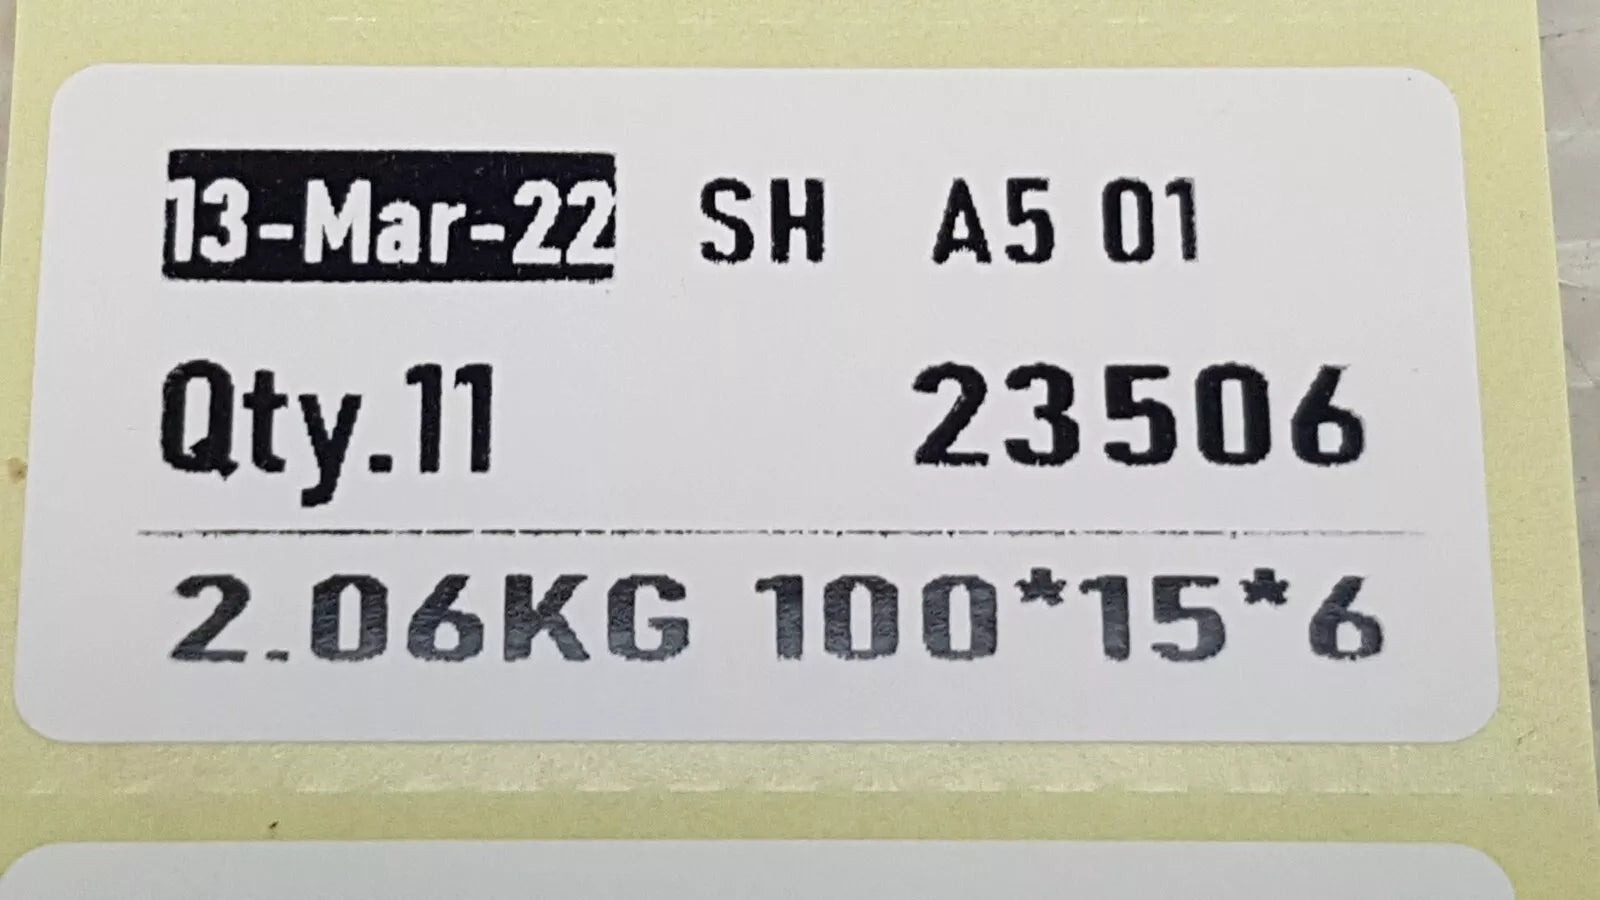 13-Mar-22 SH A5 01
Qty.11 23506
2.06KG 100*15*6